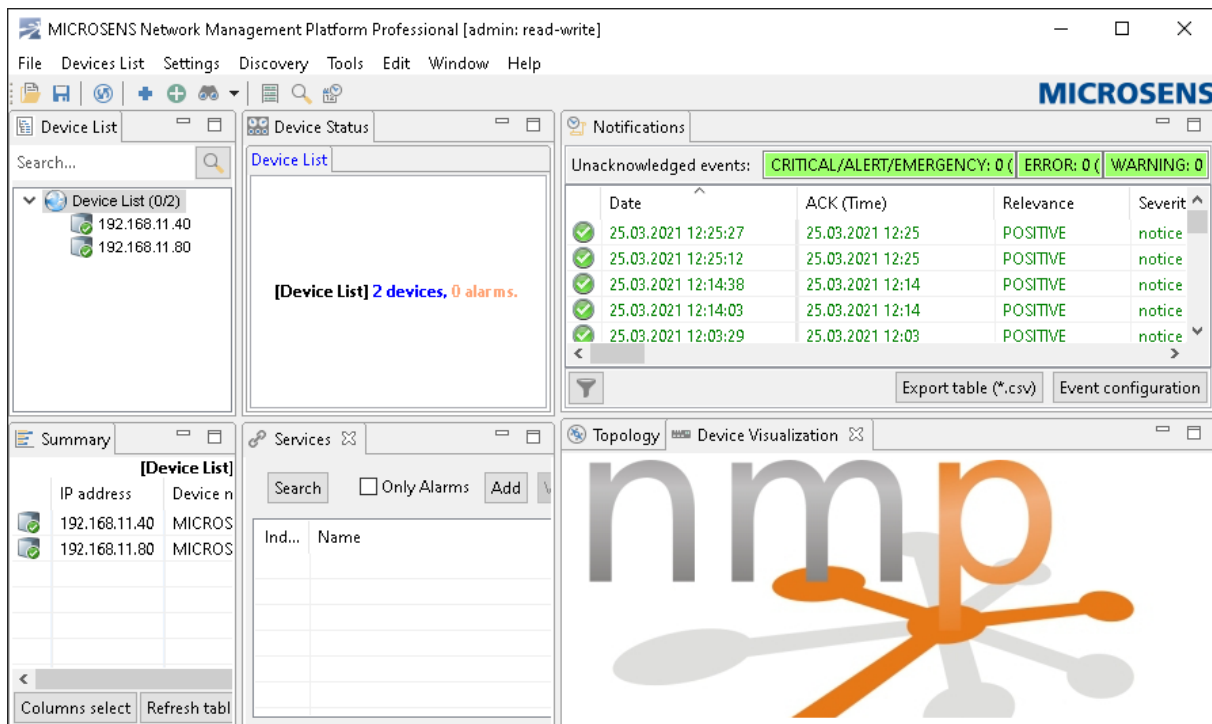 MICROSENS Network Management Platform Professional [admin: read-write]
File Devices List Settings Discovery Tools Edit Window Help
MICROSENS
Device List
Search...
Device List (0/2)
192.168.11.40
192.168.11.80
Device Status
Device List
[Device List] 2 devices, 0 alarms.
Notifications
Unacknowledged events: CRITICAL/ALERT/EMERGENCY: 0 ( ERROR: 0 ( WARNING: 0
Date ACK (Time) Relevance Severit
25.03.2021 12:25:27 25.03.2021 12:25 POSITIVE notice
25.03.2021 12:25:12 25.03.2021 12:25 POSITIVE notice
25.03.2021 12:14:38 25.03.2021 12:14 POSITIVE notice
25.03.2021 12:14:03 25.03.2021 12:14 POSITIVE notice
25.03.2021 12:03:29 25.03.2021 12:03 POSITIVE notice
Export table (*.csv) Event configuration
Summary
[Device List]
IP address Device n
192.168.11.40 MICROS
192.168.11.80 MICROS
Columns select Refresh tabl
Services
Search Only Alarms Add
Ind... Name
Topology Device Visualization
nmp